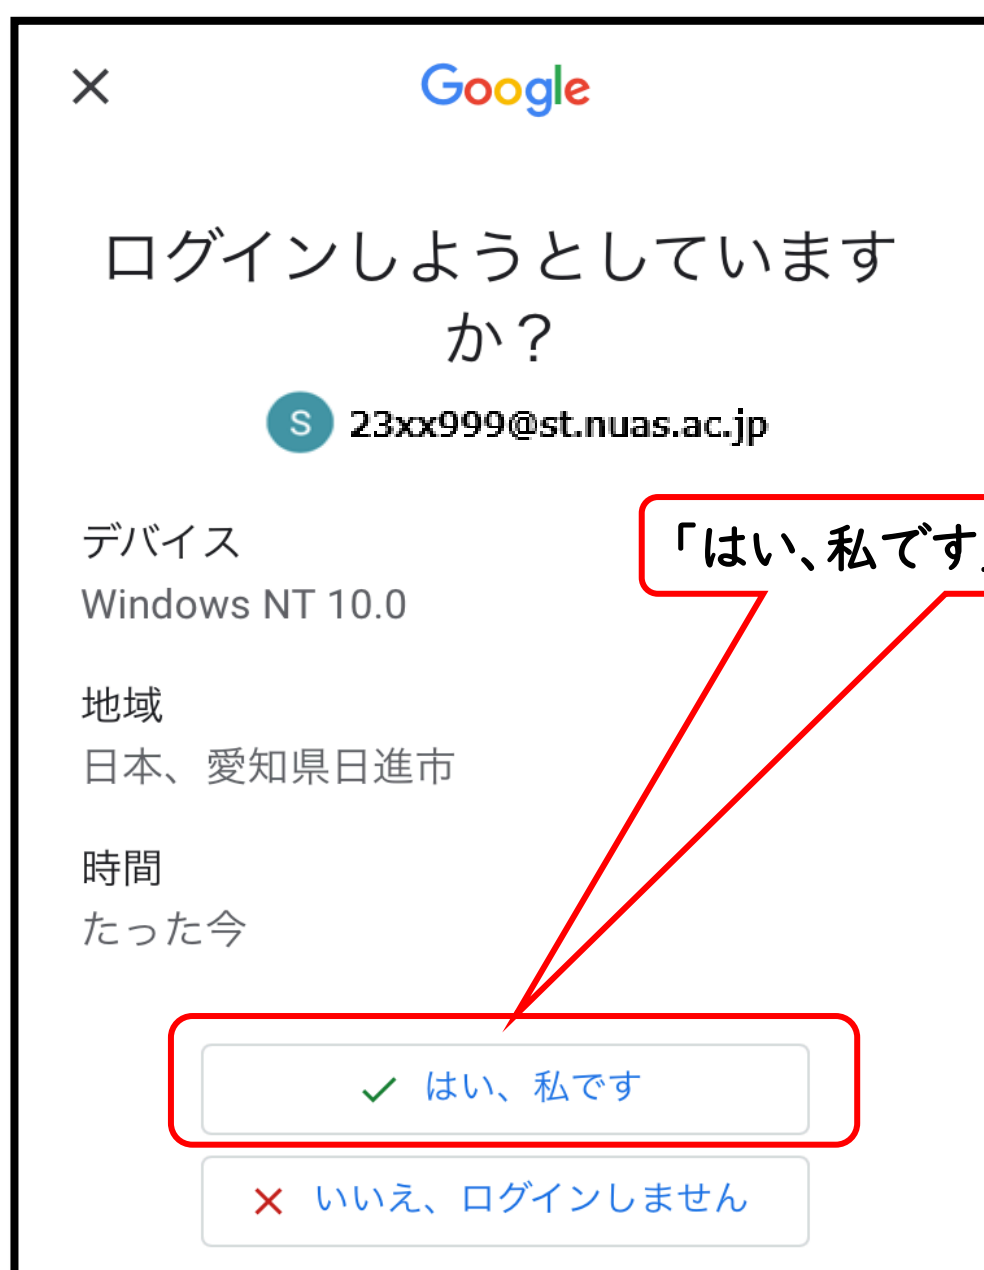 Google
ログインしようとしています
か？
S 23xx999@st.nuas.ac.jp
デバイス
「はい、私です」
Windows NT 10.0
地域
日本、愛知県日進市
時間
たった今
はい、私です
いいえ、ログインしません